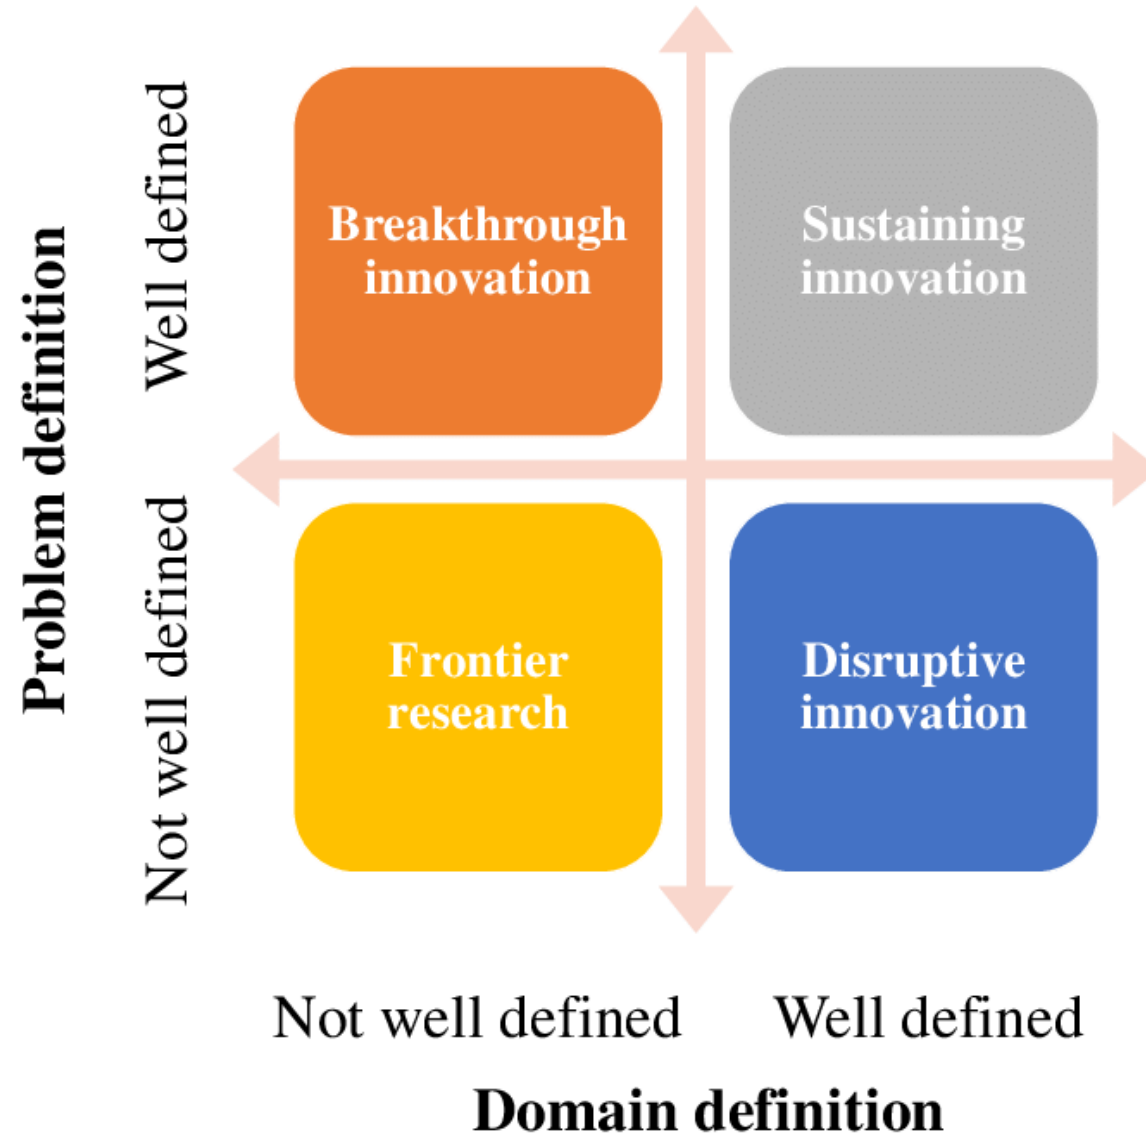 Problem definition
Well defined
Not well defined
Breakthrough
innovation
Sustaining
innovation
Frontier
research
Disruptive
innovation
Not well defined
Well defined
Domain definition